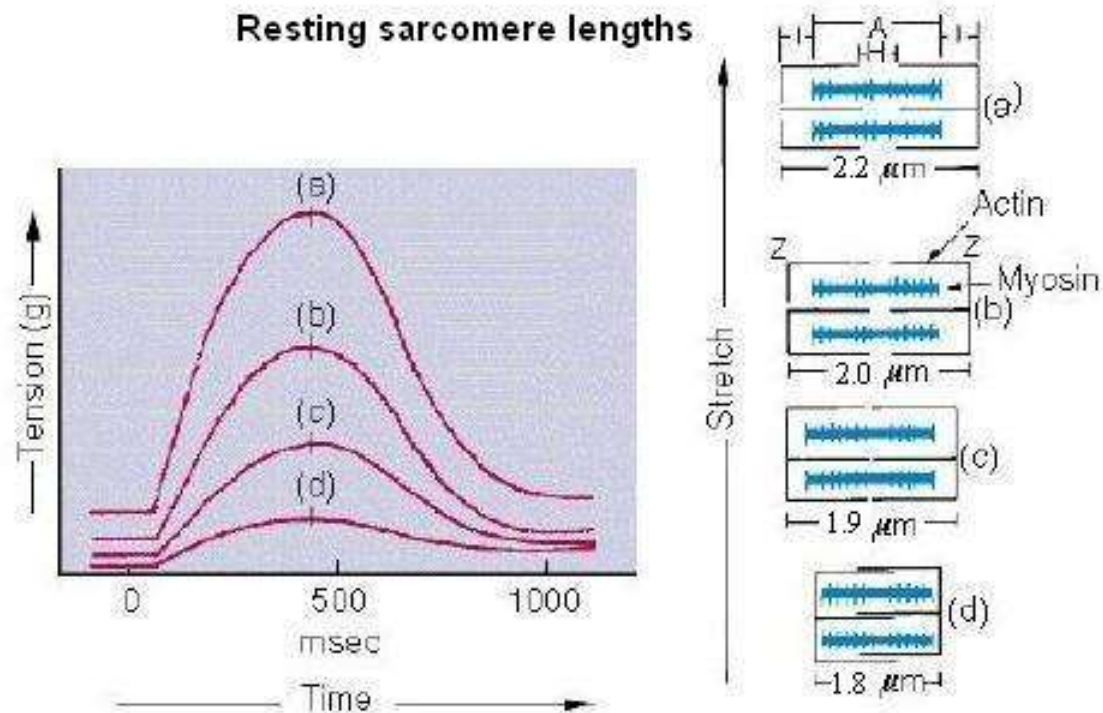 Resting sarcomere lengths
Tension (g)
(a)
(b)
(c)
(d)
0 500 1000
msec
Time
Stretch
I A I
H
(a)
2.2 μm
Actin
Z Z
Myosin
(b)
2.0 μm
(c)
1.9 μm
(d)
1.8 μm